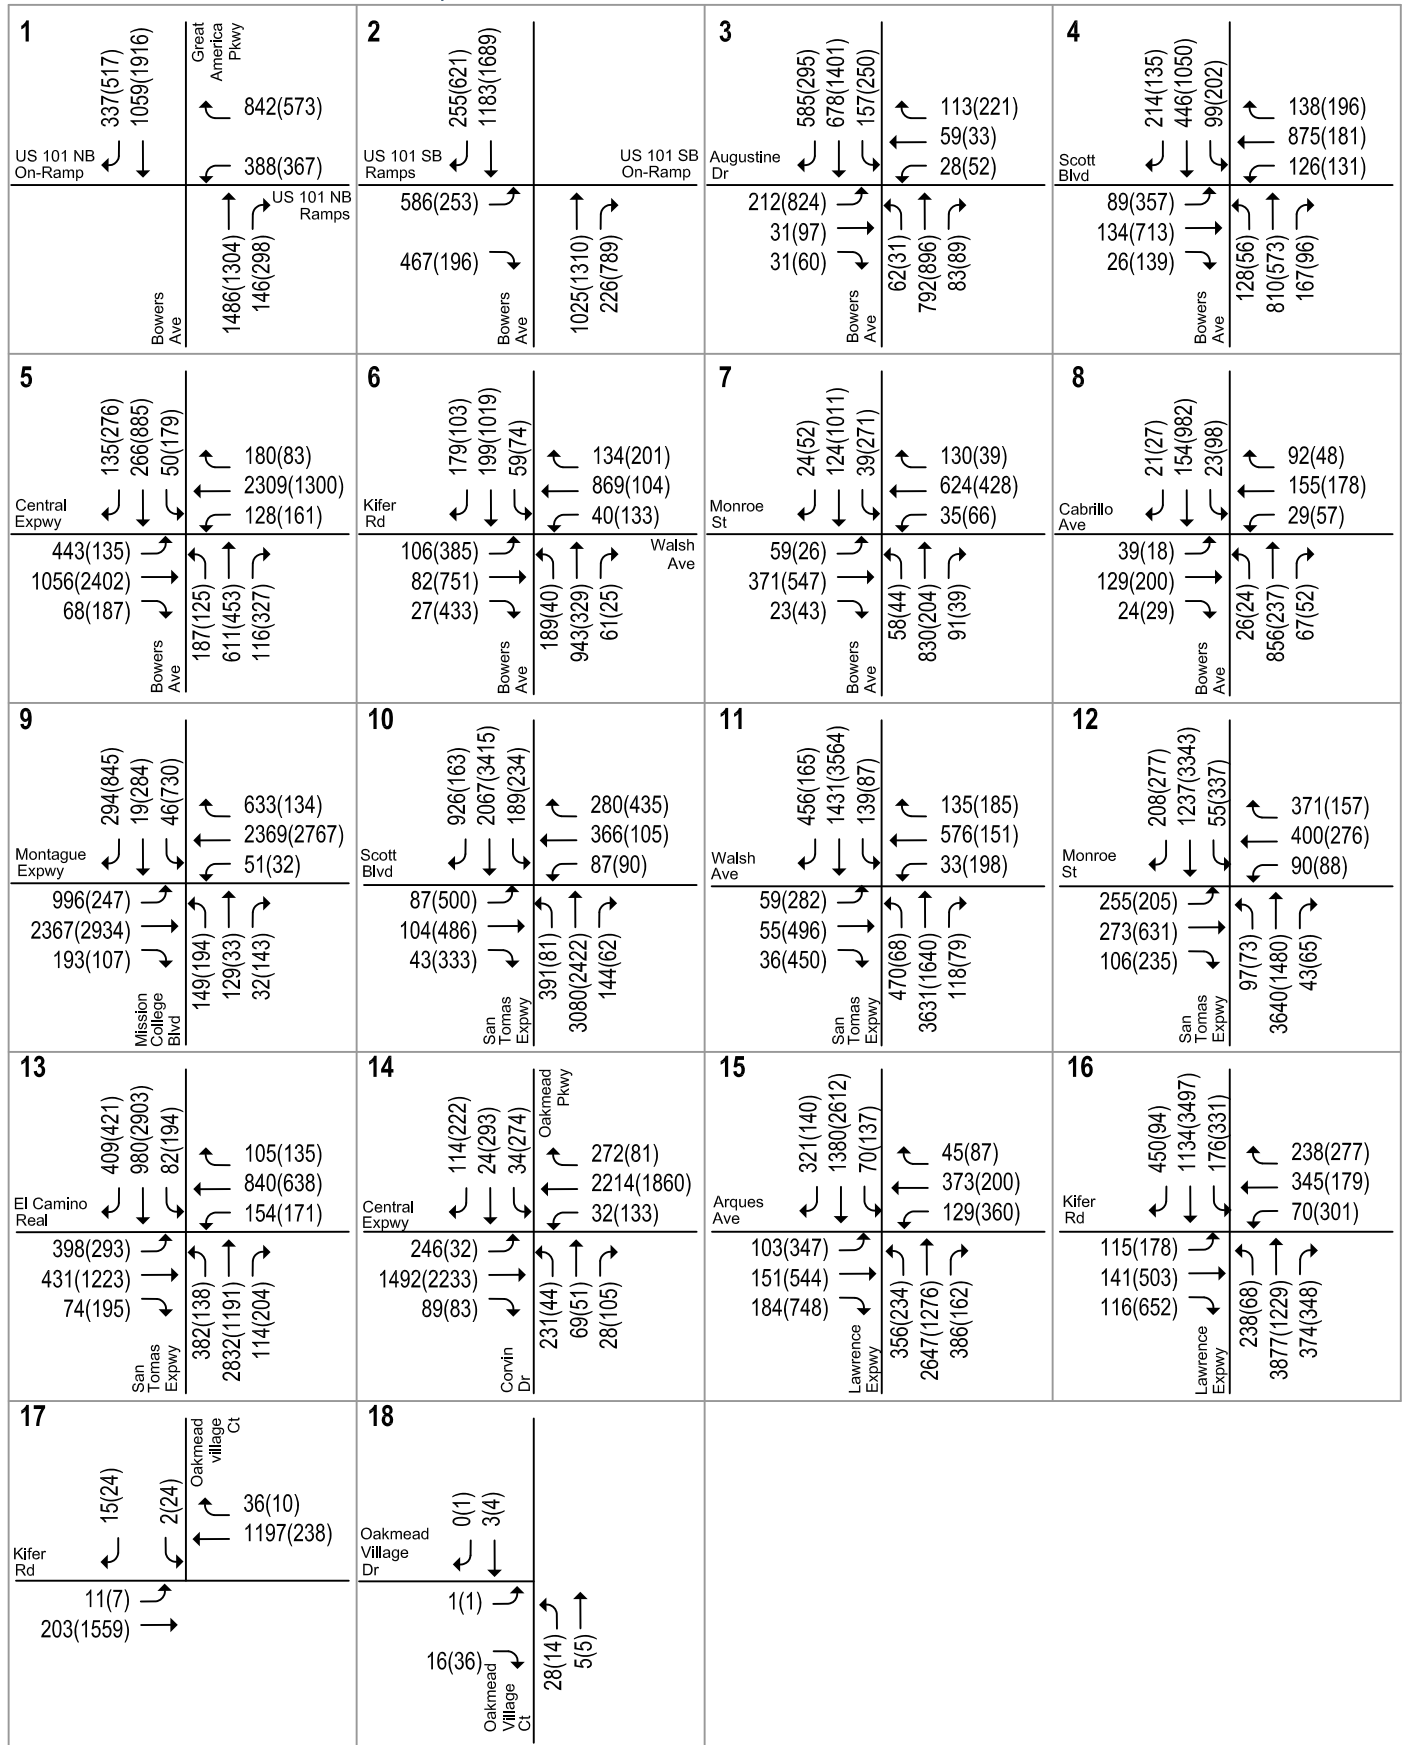 1
337(517)
1059(1916)
Great
America
Pkwy
842(573)
388(367)
US 101 NB
On-Ramp
US 101 NB
Ramps
1486(1304)
146(298)
Bowers
Ave
2
255(621)
1183(1689)
US 101 SB
Ramps
US 101 SB
On-Ramp
586(253)
467(196)
1025(1310)
226(789)
Bowers
Ave
3
585(295)
678(1401)
157(250)
113(221)
59(33)
28(52)
Augustine
Dr
212(824)
31(97)
31(60)
62(31)
792(896)
83(89)
Bowers
Ave
4
214(135)
446(1050)
99(202)
138(196)
875(181)
126(131)
Scott
Blvd
89(357)
134(713)
26(139)
128(56)
810(573)
167(96)
Bowers
Ave
5
135(276)
266(885)
50(179)
180(83)
2309(1300)
128(161)
Central
Expwy
443(135)
1056(2402)
68(187)
187(125)
611(453)
116(327)
Bowers
Ave
6
179(103)
199(1019)
59(74)
134(201)
869(104)
40(133)
Kifer
Rd
Walsh
Ave
106(385)
82(751)
27(433)
189(40)
943(329)
61(25)
Bowers
Ave
7
24(52)
124(1011)
39(271)
130(39)
624(428)
35(66)
Monroe
St
59(26)
371(547)
23(43)
58(44)
830(204)
91(39)
Bowers
Ave
8
21(27)
154(982)
23(98)
92(48)
155(178)
29(57)
Cabrillo
Ave
39(18)
129(200)
24(29)
26(24)
856(237)
67(52)
Bowers
Ave
9
294(845)
19(284)
46(730)
633(134)
2369(2767)
51(32)
Montague
Expwy
996(247)
2367(2934)
193(107)
149(194)
129(33)
32(143)
Mission
College
Blvd
10
926(163)
2067(3415)
189(234)
280(435)
366(105)
87(90)
Scott
Blvd
87(500)
104(486)
43(333)
391(81)
3080(2422)
144(62)
San
Tomas
Expwy
11
456(165)
1431(3564)
139(87)
135(185)
576(151)
33(198)
Walsh
Ave
59(282)
55(496)
36(450)
470(68)
3631(1640)
118(79)
San
Tomas
Expwy
12
208(277)
1237(3343)
55(337)
371(157)
400(276)
90(88)
Monroe
St
255(205)
273(631)
106(235)
97(73)
3640(1480)
43(65)
San
Tomas
Expwy
13
409(421)
980(2903)
82(194)
105(135)
840(638)
154(171)
El Camino
Real
398(293)
431(1223)
74(195)
382(138)
2832(1191)
114(204)
San
Tomas
Expwy
14
114(222)
24(293)
34(274)
Oakmead
Pkwy
272(81)
2214(1860)
32(133)
Central
Expwy
246(32)
1492(2233)
89(83)
231(44)
69(51)
28(105)
Corvin
Dr
15
321(140)
1380(2612)
70(137)
45(87)
373(200)
129(360)
Arques
Ave
103(347)
151(544)
184(748)
356(234)
2647(1276)
386(162)
Lawrence
Expwy
16
450(94)
1134(3497)
176(331)
238(277)
345(179)
70(301)
Kifer
Rd
115(178)
141(503)
116(652)
238(68)
3877(1229)
374(348)
Lawrence
Expwy
17
15(24)
2(24)
Oakmead
village
Ct
36(10)
1197(238)
Kifer
Rd
11(7)
203(1559)
18
0(1)
3(4)
Oakmead
Village
Dr
1(1)
16(36)
28(14)
5(5)
Oakmead
Village
Ct